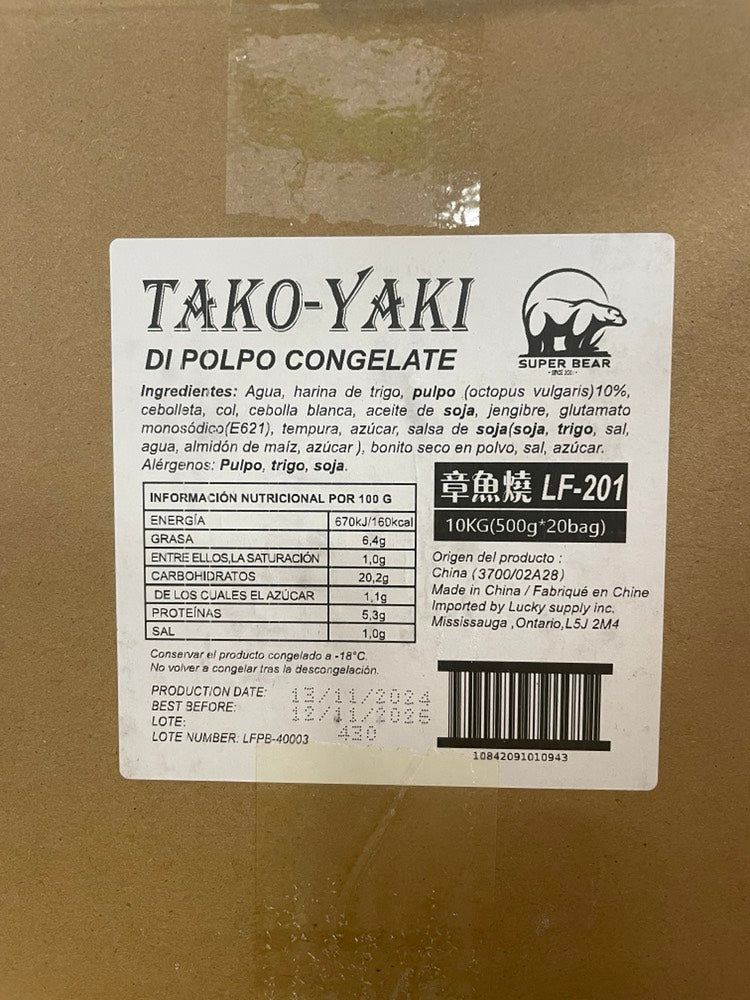 TAKO-YAKI
DI POLPO CONGELATE
SUPER BEAR
Ingredientes: Agua, harina de trigo, pulpo (octopus vulgaris)10%,
cebolleta, col, cebolla blanca, aceite de soja, jengibre, glutamato
monosódico(E621), tempura, azúcar, salsa de soja(soja, trigo, sal,
agua, almidón de maíz, azúcar), bonito seco en polvo, sal, azúcar.
Alérgenos: Pulpo, trigo, soja.
INFORMACIÓN NUTRICIONAL POR 100 G
ENERGÍA 670kJ/160kcal
GRASA 6,4g
ENTRE ELLOS,LA SATURACIÓN 1,0g
CARBOHIDRATOS 20,2g
DE LOS CUALES EL AZÚCAR 1,1g
PROTEÍNAS 5,3g
SAL 1,0g
Conservar el producto congelado a -18°C.
No volver a congelar tras la descongelación.
PRODUCTION DATE: 13/11/2024
BEST BEFORE: 12/11/2026
LOTE: 430
LOTE NUMBER: LFPB-40003
章魚燒 LF-201
10KG(500g*20bag)
Origen del producto :
China (3700/02A28)
Made in China / Fabriqué en Chine
Imported by Lucky supply inc.
Mississauga ,Ontario,L5J 2M4
10842091010943